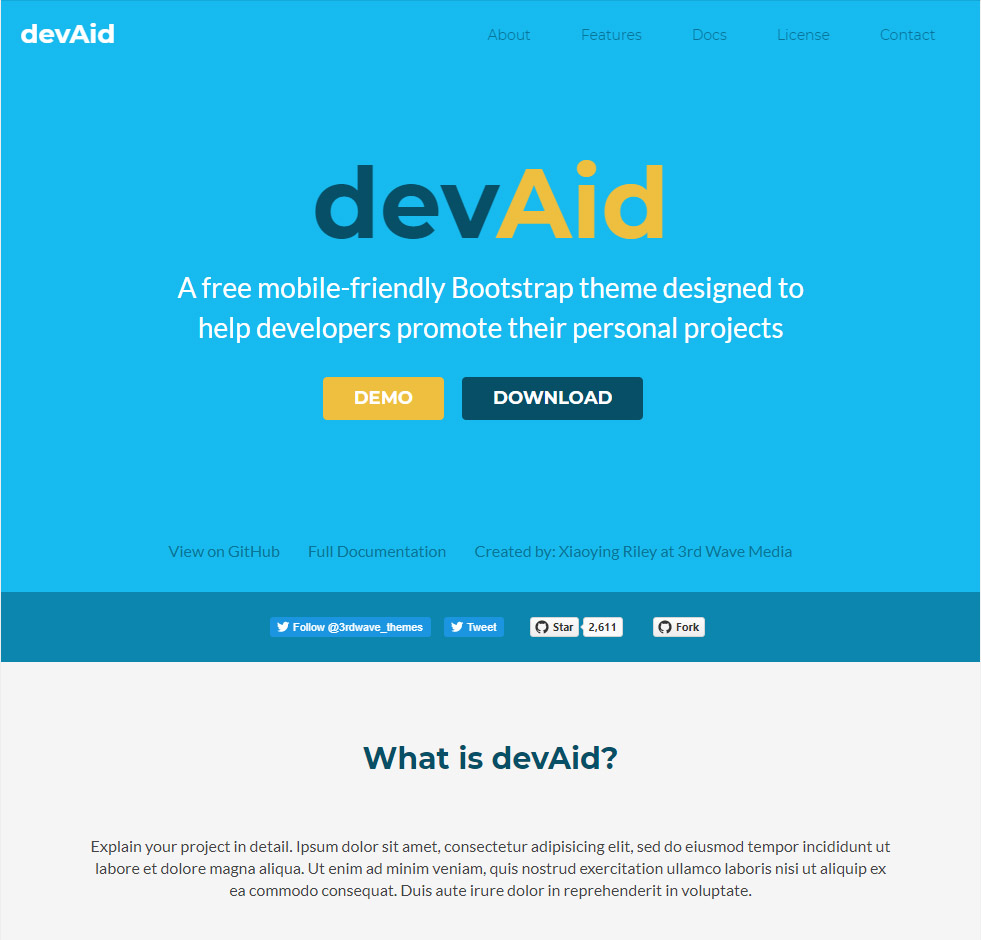 devAid
About Features Docs License Contact
devAid
A free mobile-friendly Bootstrap theme designed to
help developers promote their personal projects
DEMO DOWNLOAD
View on GitHub Full Documentation Created by: Xiaoying Riley at 3rd Wave Media
Follow @3rdwave_themes Tweet Star 2,611 Fork
What is devAid?
Explain your project in detail. Ipsum dolor sit amet, consectetur adipisicing elit, sed do eiusmod tempor incididunt ut
labore et dolore magna aliqua. Ut enim ad minim veniam, quis nostrud exercitation ullamco laboris nisi ut aliquip ex
ea commodo consequat. Duis aute irure dolor in reprehenderit in voluptate.